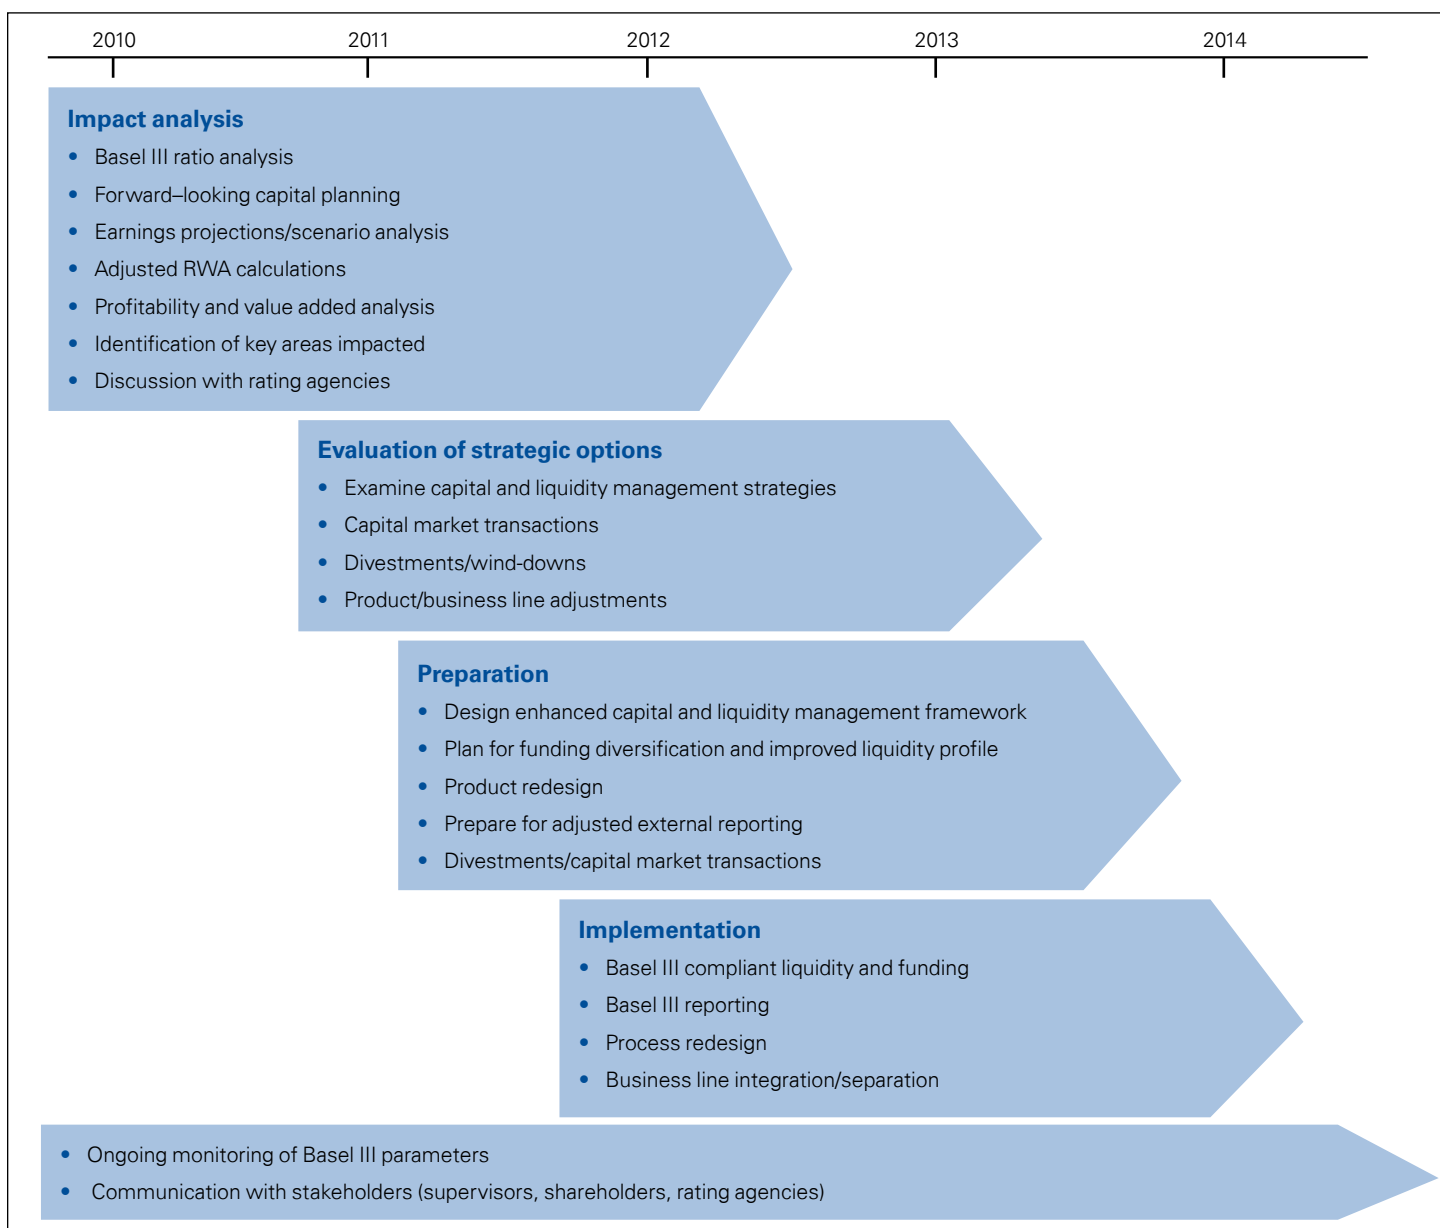 2010 2011 2012 2013 2014
Impact analysis
• Basel III ratio analysis
• Forward–looking capital planning
• Earnings projections/scenario analysis
• Adjusted RWA calculations
• Profitability and value added analysis
• Identification of key areas impacted
• Discussion with rating agencies
Evaluation of strategic options
• Examine capital and liquidity management strategies
• Capital market transactions
• Divestments/wind-downs
• Product/business line adjustments
Preparation
• Design enhanced capital and liquidity management framework
• Plan for funding diversification and improved liquidity profile
• Product redesign
• Prepare for adjusted external reporting
• Divestments/capital market transactions
Implementation
• Basel III compliant liquidity and funding
• Basel III reporting
• Process redesign
• Business line integration/separation
• Ongoing monitoring of Basel III parameters
• Communication with stakeholders (supervisors, shareholders, rating agencies)